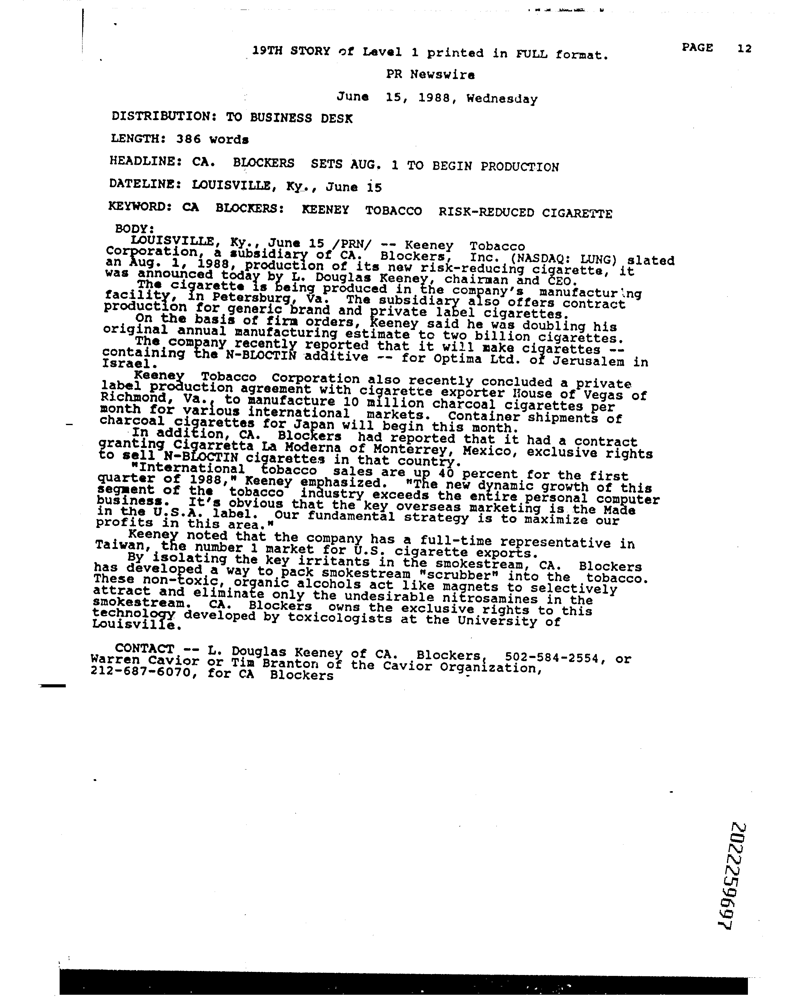 19TH STORY of Level 1 printed in FULL format.
PAGE 12
PR Newswire
June 15, 1988, Wednesday
DISTRIBUTION: TO BUSINESS DESK
LENGTH: 386 words
HEADLINE: CA. BLOCKERS SETS AUG. 1 TO BEGIN PRODUCTION
DATELINE: LOUISVILLE, Ky., June 15
KEYWORD: CA BLOCKERS: KEENEY TOBACCO RISK-REDUCED CIGARETTE
BODY:
LOUISVILLE, Ky., June 15 /PRN/ -- Keeney Tobacco
Corporation, a subsidiary of CA. Blockers, Inc. (NASDAQ: LUNG) slated
an Aug. 1, 1988, production of its new risk-reducing cigarette, it
was announced today by L. Douglas Keeney, chairman and CEO.
The cigarette is being produced in the company's manufacturing
facility, in Petersburg, Va. The subsidiary also offers contract
production for generic brand and private label cigarettes.
On the basis of firm orders, Keeney said he was doubling his
original annual manufacturing estimate to two billion cigarettes.
The company recently reported that it will make cigarettes --
containing the N-BLOCTIN additive -- for Optima Ltd. of Jerusalem in
Israel.
Keeney Tobacco Corporation also recently concluded a private
label production agreement with cigarette exporter House of Vegas of
Richmond, Va., to manufacture 10 million charcoal cigarettes per
month for various international markets. Container shipments of
charcoal cigarettes for Japan will begin this month.
In addition, CA. Blockers had reported that it had a contract
granting Cigarretta La Moderna of Monterrey, Mexico, exclusive rights
to sell N-BLOCTIN cigarettes in that country.
"International tobacco sales are up 40 percent for the first
quarter of 1988," Keeney emphasized. "The new dynamic growth of this
segment of the tobacco industry exceeds the entire personal computer
business. It's obvious that the key overseas marketing is the Made
in the U.S.A. label. Our fundamental strategy is to maximize our
profits in this area."
Keeney noted that the company has a full-time representative in
Taiwan, the number 1 market for U.S. cigarette exports.
By isolating the key irritants in the smokestream, CA. Blockers
has developed a way to pack smokestream "scrubber" into the tobacco.
These non-toxic, organic alcohols act like magnets to selectively
attract and eliminate only the undesirable nitrosamines in the
smokestream. CA. Blockers owns the exclusive rights to this
technology developed by toxicologists at the University of
Louisville.
CONTACT -- L. Douglas Keeney of CA. Blockers, 502-584-2554, or
Warren Cavior or Tim Branton of the Cavior Organization,
212-687-6070, for CA Blockers
2022259697